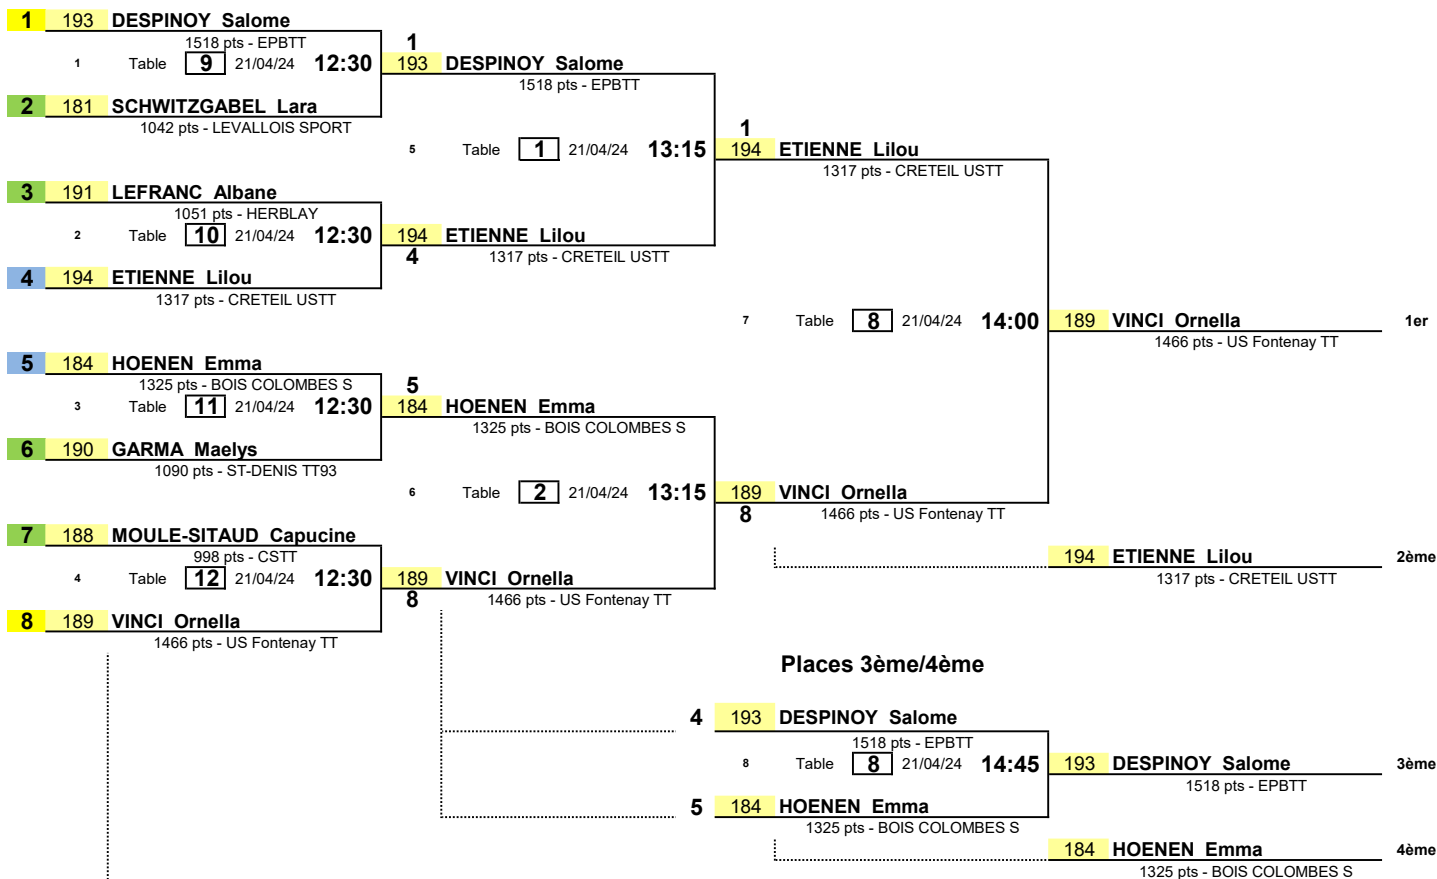 1 193 DESPINOY Salome
1518 pts - EPBTT
1 Table 9 21/04/24 12:30
2 181 SCHWITZGABEL Lara
1042 pts - LEVALLOIS SPORT
3 191 LEFRANC Albane
1051 pts - HERBLAY
2 Table 10 21/04/24 12:30
4 194 ETIENNE Lilou
1317 pts - CRETEIL USTT
5 184 HOENEN Emma
1325 pts - BOIS COLOMBES S
3 Table 11 21/04/24 12:30
6 190 GARMA Maelys
1090 pts - ST-DENIS TT93
7 188 MOULE-SITAUD Capucine
998 pts - CSTT
4 Table 12 21/04/24 12:30
8 189 VINCI Ornella
1466 pts - US Fontenay TT
1
193 DESPINOY Salome
1518 pts - EPBTT
5 Table 1 21/04/24 13:15
194 ETIENNE Lilou
4
1317 pts - CRETEIL USTT
5
184 HOENEN Emma
1325 pts - BOIS COLOMBES S
6 Table 2 21/04/24 13:15
189 VINCI Ornella
8
1466 pts - US Fontenay TT
1
194 ETIENNE Lilou
1317 pts - CRETEIL USTT
7 Table 8 21/04/24 14:00
189 VINCI Ornella
8
1466 pts - US Fontenay TT
189 VINCI Ornella 1er
1466 pts - US Fontenay TT
194 ETIENNE Lilou 2ème
1317 pts - CRETEIL USTT
Places 3ème/4ème
4 193 DESPINOY Salome
1518 pts - EPBTT
8 Table 8 21/04/24 14:45
5 184 HOENEN Emma
1325 pts - BOIS COLOMBES S
193 DESPINOY Salome 3ème
1518 pts - EPBTT
184 HOENEN Emma 4ème
1325 pts - BOIS COLOMBES S